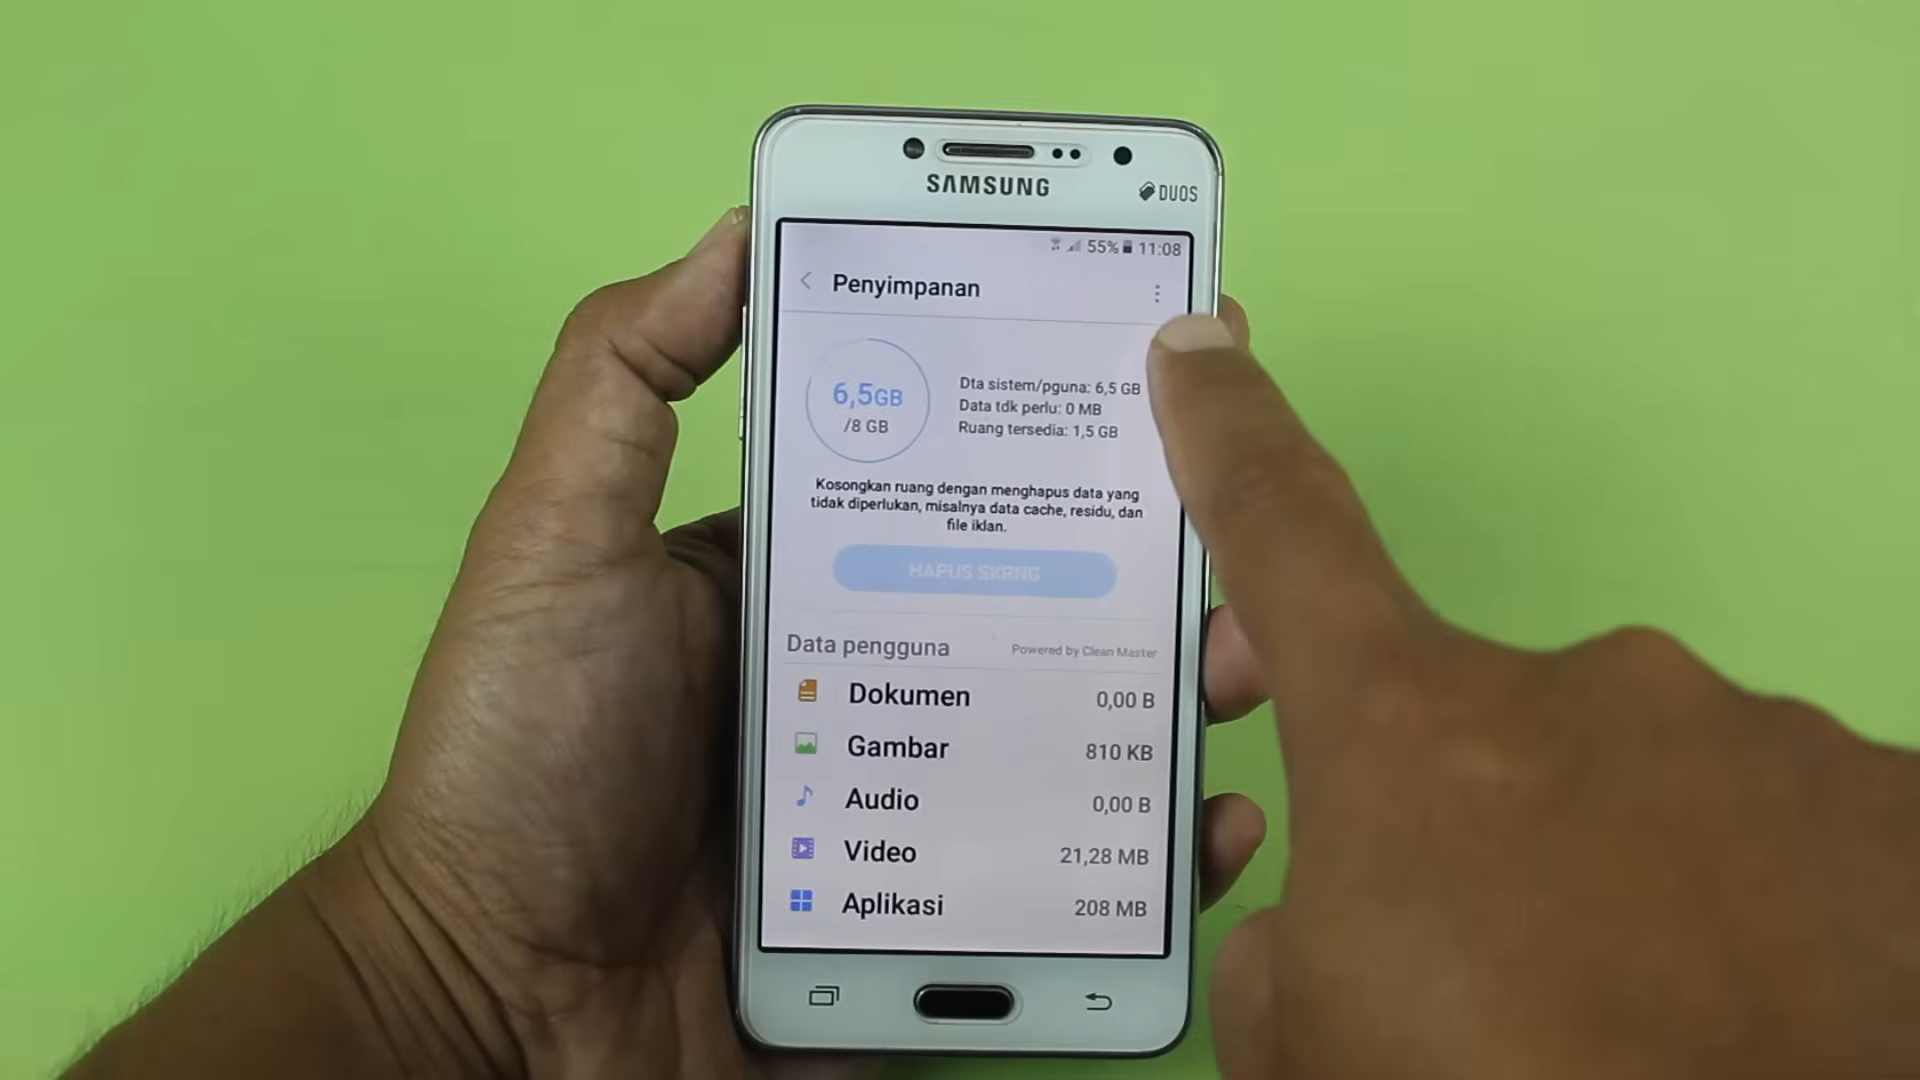 SAMSUNG
DUOS
55% 11:08
Penyimpanan
6,5GB
/8 GB
Dta sistem/pguna: 6,5 GB
Data tdk perlu: 0 MB
Ruang tersedia: 1,5 GB
Kosongkan ruang dengan menghapus data yang
tidak diperlukan, misalnya data cache, residu, dan
file iklan.
HAPUS SKRNG
Data pengguna Powered by Clean Master
Dokumen 0,00 B
Gambar 810 KB
Audio 0,00 B
Video 21,28 MB
Aplikasi 208 MB